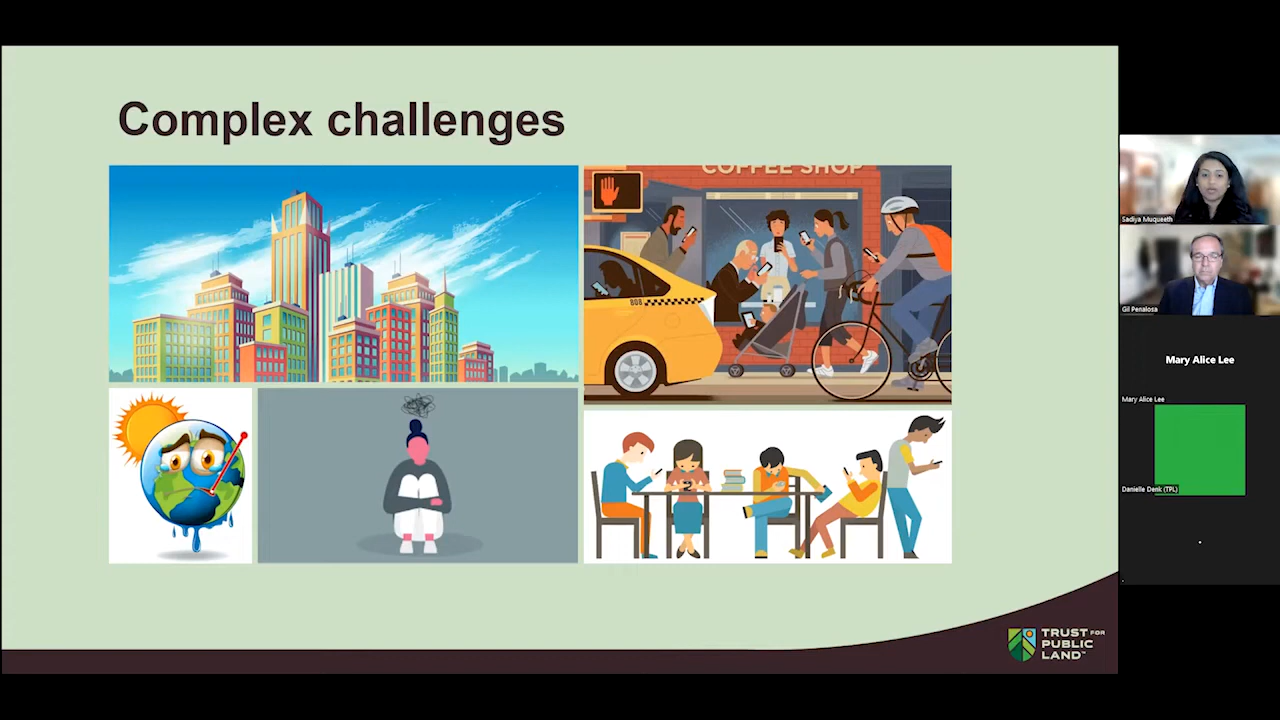 Complex challenges
COFFEE SHOP
808
TRUST FOR
PUBLIC
LAND™
Sadiya Muqueeth
Gil Penalosa
Mary Alice Lee
Mary Alice Lee
Danielle Denk (TPL)